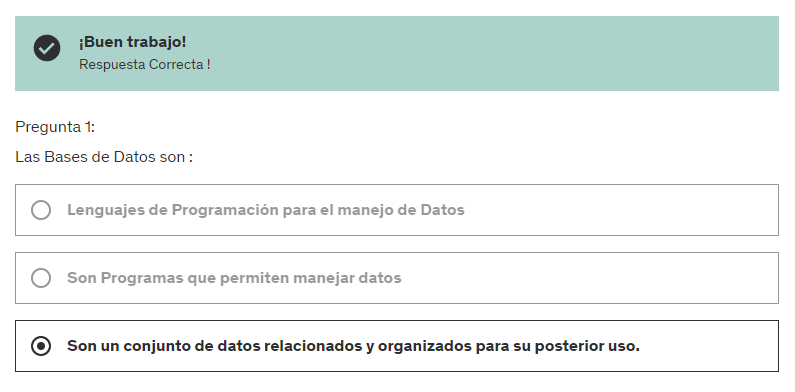 ¡Buen trabajo!
Respuesta Correcta !
Pregunta 1:
Las Bases de Datos son :
Lenguajes de Programación para el manejo de Datos
Son Programas que permiten manejar datos
Son un conjunto de datos relacionados y organizados para su posterior uso.